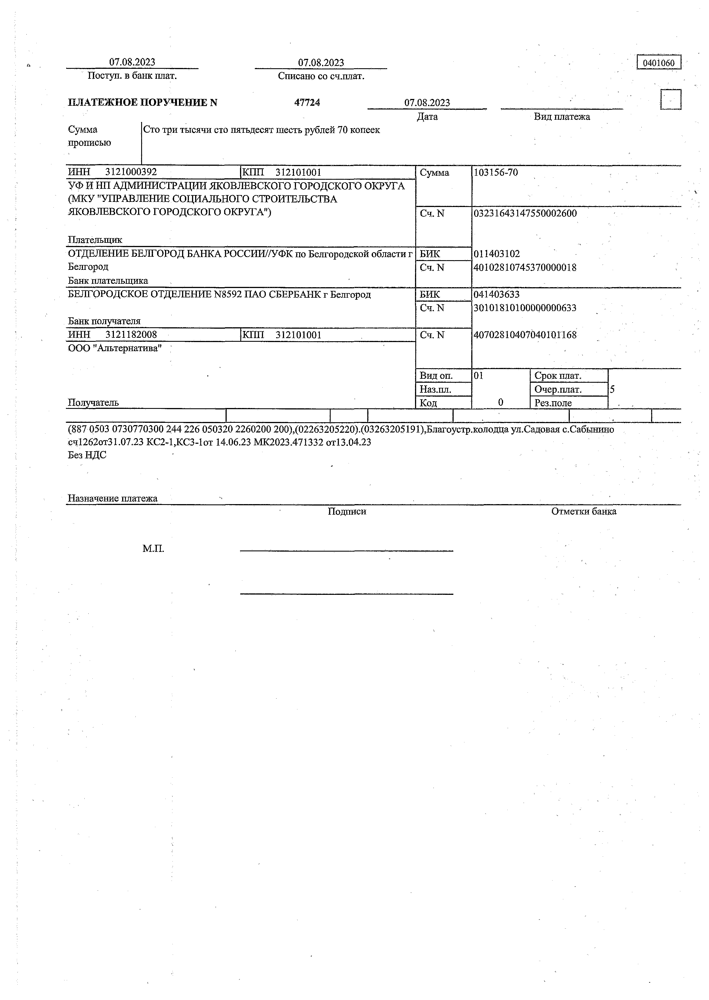 07.08.2023 07.08.2023 0401060
Поступ. в банк плат. Списано со сч.плат.
ПЛАТЕЖНОЕ ПОРУЧЕНИЕ N 47724 07.08.2023
Дата Вид платежа
Сумма Сто три тысячи сто пятьдесят шесть рублей 70 копеек
прописью
ИНН 3121000392 КПП 312101001 Сумма 103156-70
УФ И НП АДМИНИСТРАЦИИ ЯКОВЛЕВСКОГО ГОРОДСКОГО ОКРУГА
(МКУ "УПРАВЛЕНИЕ СОЦИАЛЬНОГО СТРОИТЕЛЬСТВА
ЯКОВЛЕВСКОГО ГОРОДСКОГО ОКРУГА") Сч. N 03231643147550002600
Плательщик
ОТДЕЛЕНИЕ БЕЛГОРОД БАНКА РОССИИ//УФК по Белгородской области г БИК 011403102
Белгород Сч. N 40102810745370000018
Банк плательщика
БЕЛГОРОДСКОЕ ОТДЕЛЕНИЕ N8592 ПАО СБЕРБАНК г Белгород БИК 041403633
Сч. N 30101810100000000633
Банк получателя
ИНН 3121182008 КПП 312101001 Сч. N 40702810407040101168
ООО "Альтернатива"
Вид оп. 01 Срок плат.
Наз.пл. Очер.плат. 5
Получатель Код 0 Рез.поле
(887 0503 0730770300 244 226 050320 2260200 200),(02263205220).(03263205191),Благоустр.колодца ул.Садовая с.Сабынино
сч1262от31.07.23 КС2-1,КС3-1от 14.06.23 МК2023.471332 от13.04.23
Без НДС
Назначение платежа
Подписи Отметки банка
М.П.